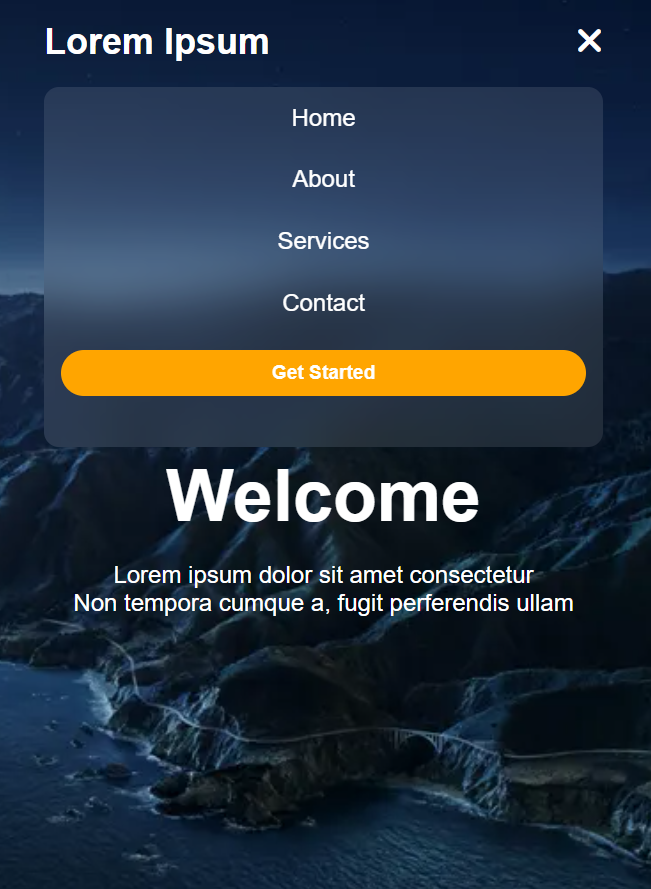 Lorem Ipsum
Home
About
Services
Contact
Get Started
Welcome
Lorem ipsum dolor sit amet consectetur
Non tempora cumque a, fugit perferendis ullam